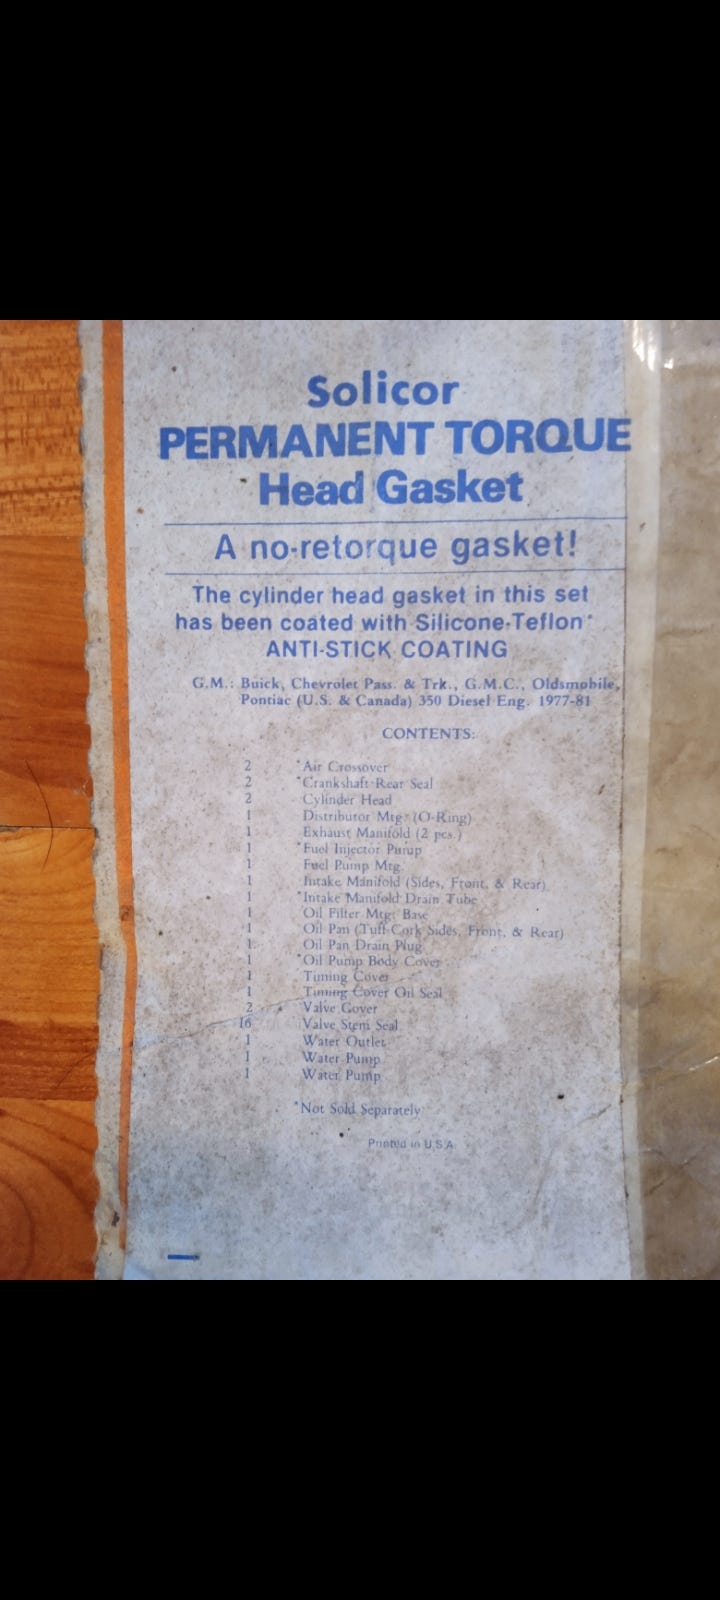 Solicor
PERMANENT TORQUE
Head Gasket
A no-retorque gasket!
The cylinder head gasket in this set
has been coated with Silicone-Teflon*
ANTI-STICK COATING
G.M.: Buick, Chevrolet Pass. & Trk., G.M.C., Oldsmobile,
Pontiac (U.S. & Canada) 350 Diesel Eng. 1977-81
CONTENTS:
2 *Air Crossover
2 *Crankshaft Rear Seal
2 Cylinder Head
1 Distributor Mtg. (O-Ring)
1 Exhaust Manifold (2 pcs.)
1 *Fuel Injector Pump
1 Fuel Pump Mtg.
1 Intake Manifold (Sides, Front, & Rear)
1 *Intake Manifold Drain Tube
1 Oil Filter Mtg. Base
1 Oil Pan (Tuff-Cork Sides, Front, & Rear)
1 Oil Pan Drain Plug
1 *Oil Pump Body Cover
1 Timing Cover
1 Timing Cover Oil Seal
2 Valve Cover
16 Valve Stem Seal
1 Water Outlet
1 Water Pump
1 Water Pump
*Not Sold Separately
Printed in U.S.A.